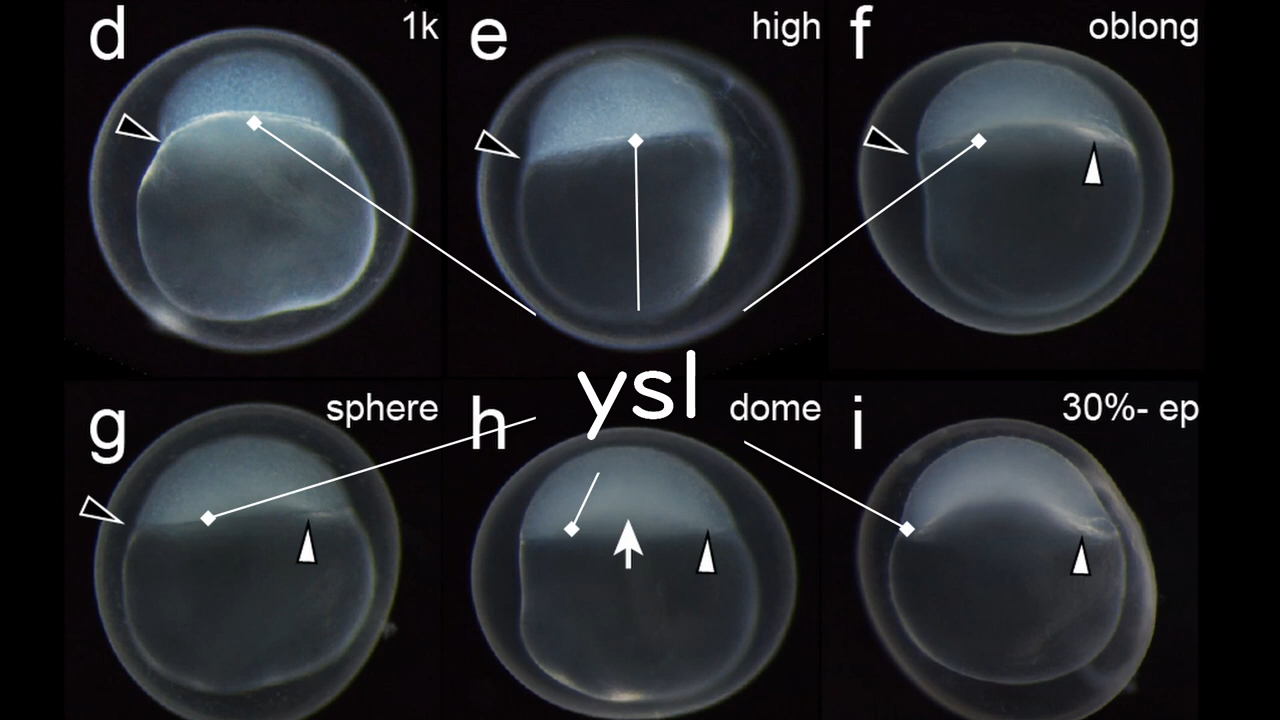 d 1k
e high
f oblong
ysl
g sphere
h dome
i 30%- ep